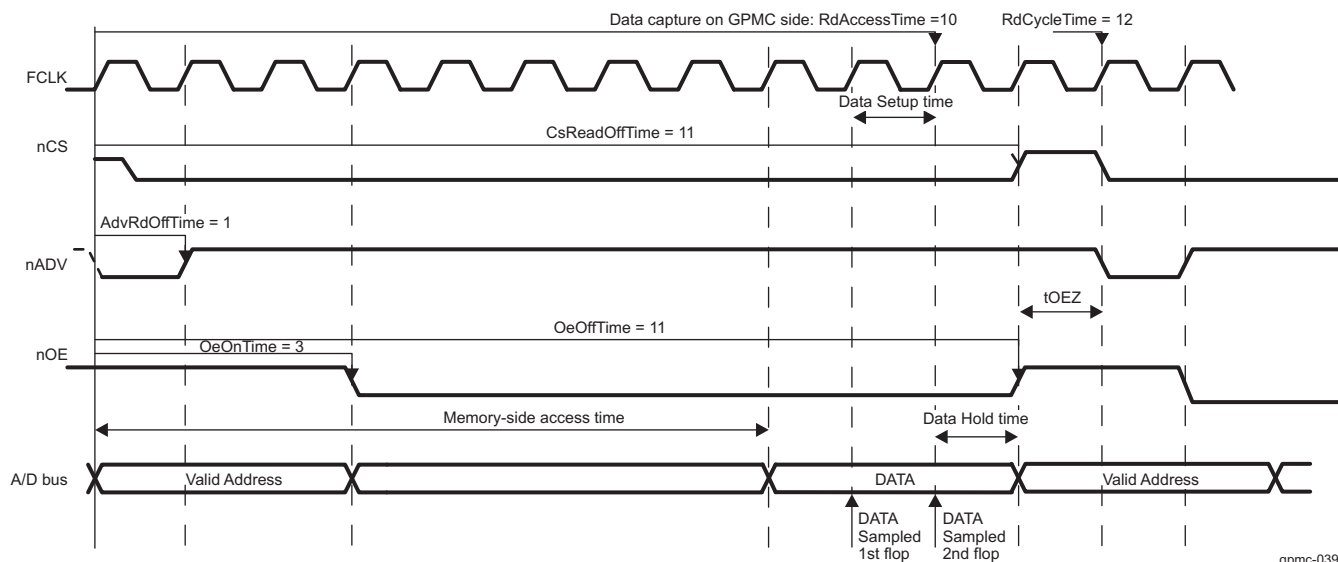 Data capture on GPMC side: RdAccessTime =10
RdCycleTime = 12
FCLK
Data Setup time
nCS
CsReadOffTime = 11
AdvRdOffTime = 1
nADV
tOEZ
OeOffTime = 11
nOE
OeOnTime = 3
Memory-side access time
Data Hold time
A/D bus
Valid Address
DATA
Valid Address
DATA
Sampled
1st flop
DATA
Sampled
2nd flop
gpmc-039